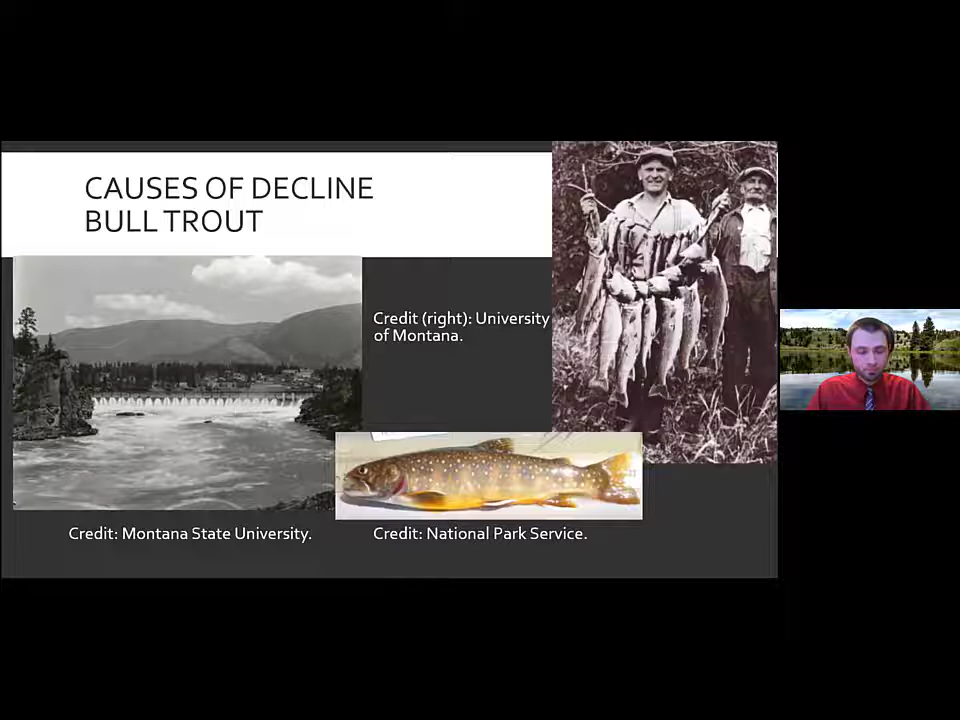 CAUSES OF DECLINE
BULL TROUT
Credit (right): University
of Montana.
Credit: Montana State University.
Credit: National Park Service.